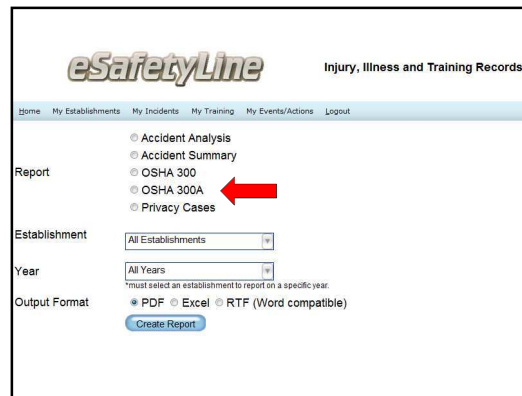 eSafetyLine
Injury, Illness and Training Records
Home My Establishments My Incidents My Training My Events/Actions Logout
Accident Analysis
Accident Summary
Report
OSHA 300
OSHA 300A
Privacy Cases
Establishment
All Establishments
Year
All Years
*must select an establishment to report on a specific year.
Output Format PDF Excel RTF (Word compatible)
Create Report